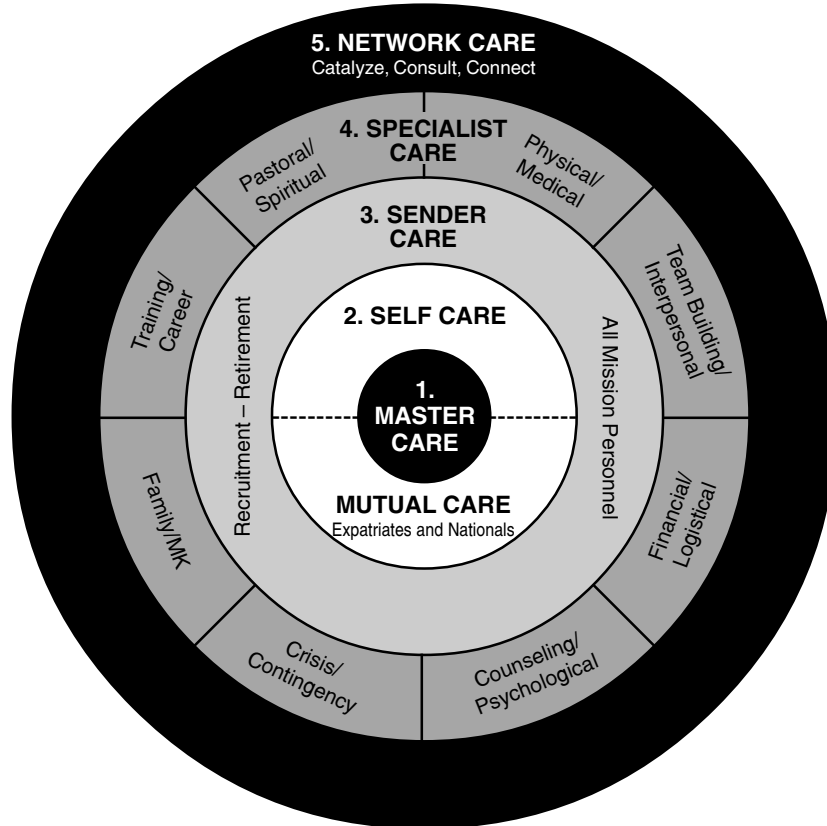 5. NETWORK CARE
Catalyze, Consult, Connect
4. SPECIALIST
CARE
Pastoral/
Spiritual
Physical/
Medical
Training/
Career
Team Building/
Interpersonal
Family/MK
Financial/
Logistical
Crisis/
Contingency
Counseling/
Psychological
3. SENDER
CARE
Recruitment – Retirement
All Mission Personnel
2. SELF CARE
1.
MASTER
CARE
MUTUAL CARE
Expatriates and Nationals